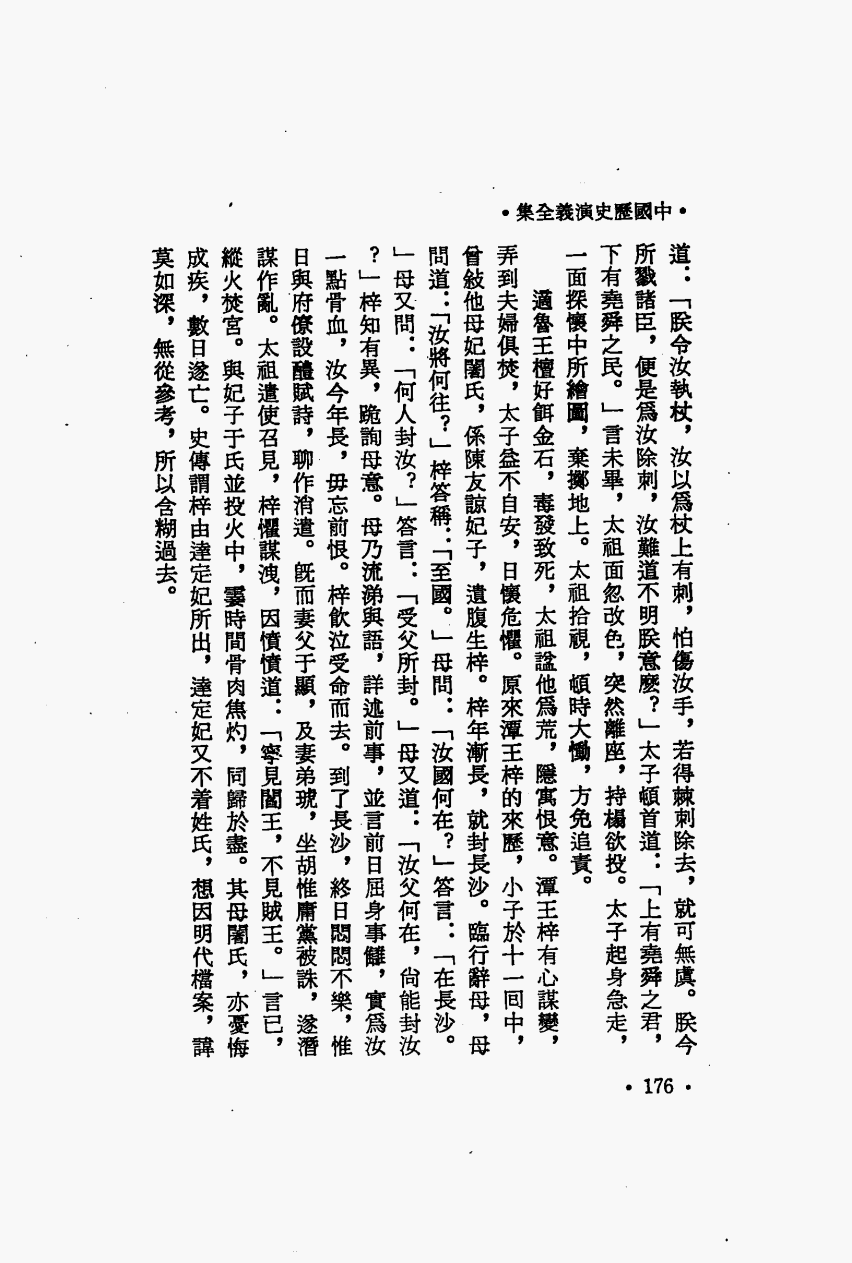 •中國歷史演義全集•
道：「朕令汝執杖，汝以爲杖上有刺，怕傷汝手，若得棘刺除去，就可無虞。朕今
所戮諸臣，便是爲汝除刺，汝難道不明朕意麽？」太子頓首道：「上有堯舜之君，
下有堯舜之民。」言未畢，太祖面忽改色，突然離座，持榻欲投。太子起身急走，
一面探懷中所繪圖，棄擲地上。太祖拾視，頓時大慟，方免追責。
適魯王檀好餌金石，毒發致死，太祖諡他爲荒，隱寓恨意。潭王梓有心謀變，
弄到夫婦俱焚，太子益不自安，日懷危懼。原來潭王梓的來歷，小子於十一回中，
曾敍他母妃闍氏，係陳友諒妃子，遺腹生梓。梓年漸長，就封長沙。臨行辭母，母
問道：「汝將何往？」梓答稱：「至國。」母問：「汝國何在？」答言：「在長沙。
」母又問：「何人封汝？」答言：「受父所封。」母又道：「汝父何在，尙能封汝
？」梓知有異，跪詢母意。母乃流涕與語，詳述前事，並言前日屈身事讎，實爲汝
一點骨血，汝今年長，毋忘前恨。梓飮泣受命而去。到了長沙，終日悶悶不樂，惟
日與府僚設醴賦詩，聊作消遣。旣而妻父于顯，及妻弟琥，坐胡惟庸黨被誅，遂潛
謀作亂。太祖遣使召見，梓懼謀洩，因憤憤道：「寧見閻王，不見賊王。」言已，
縱火焚宮。與妃子于氏並投火中，霎時間骨肉焦灼，同歸於盡。其母闍氏，亦憂悔
成疾，數日遂亡。史傳謂梓由達定妃所出，達定妃又不着姓氏，想因明代檔案，諱
莫如深，無從參考，所以含糊過去。
•176•